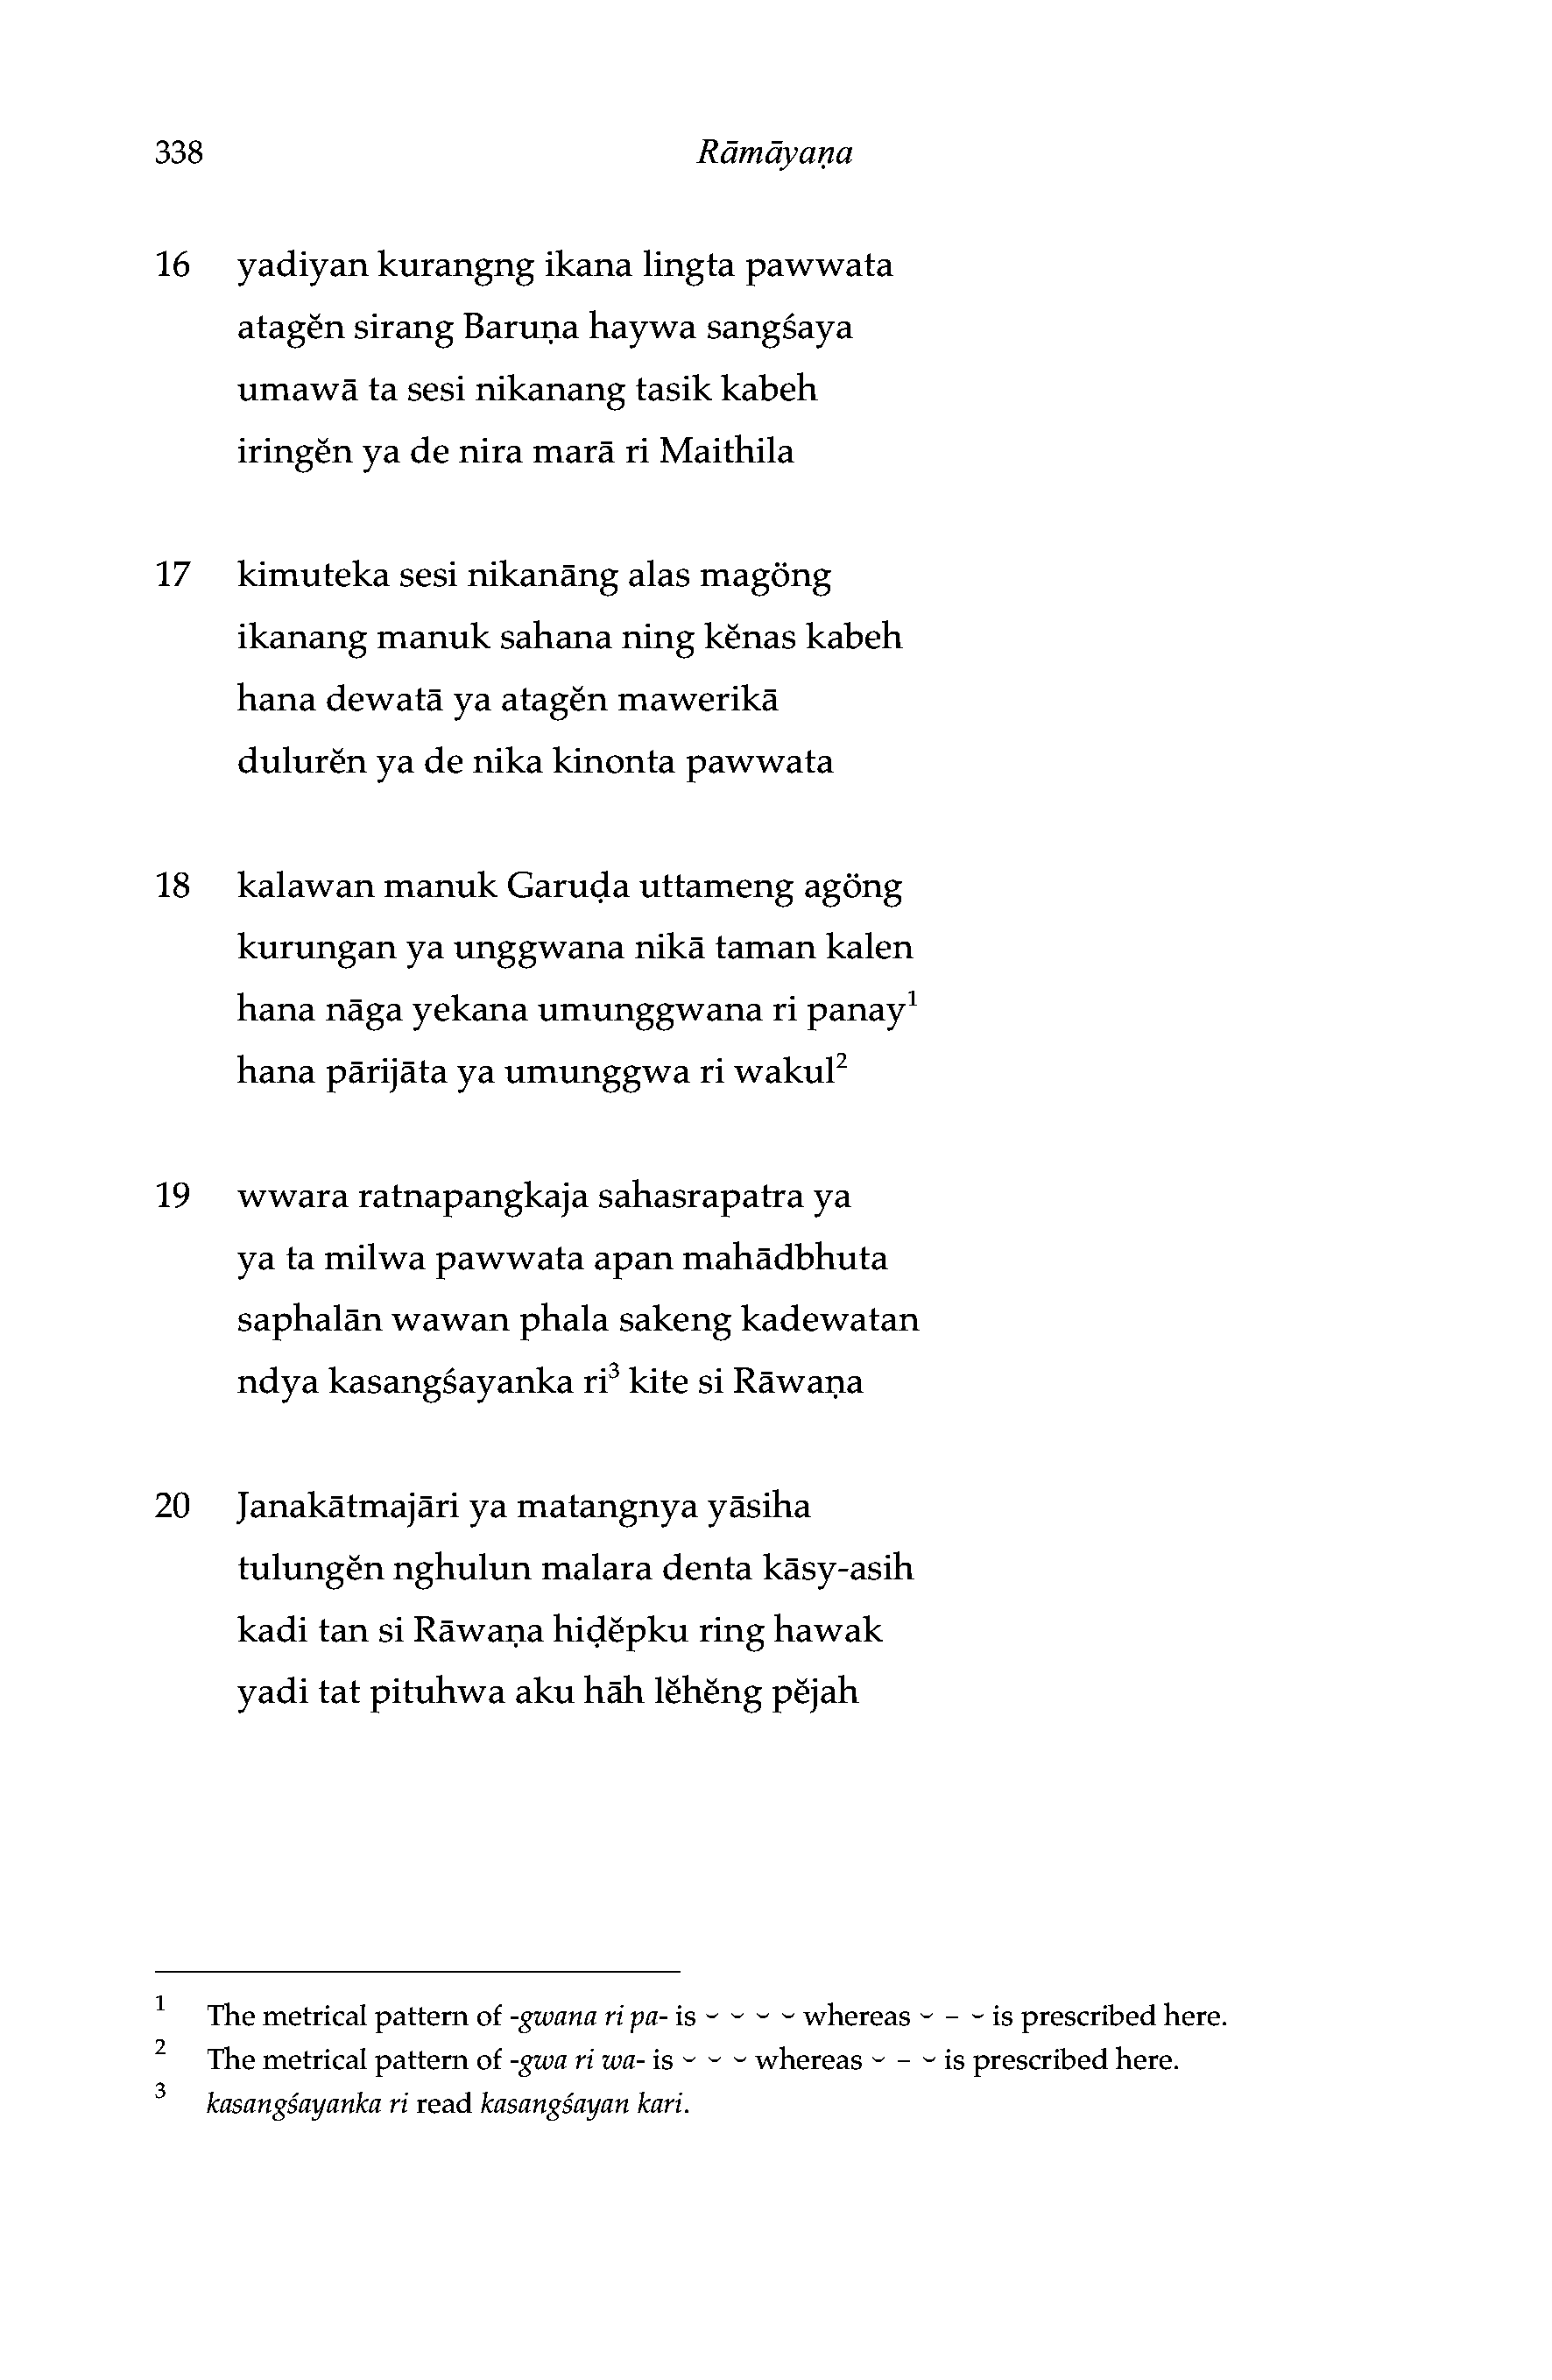 338 Rāmāyaṇa
16 yadiyan kurangng ikana lingta pawwata
atagĕn sirang Baruṇa haywa sangśaya
umawā ta sesi nikanang tasik kabeh
iringĕn ya de nira marā ri Maithila
17 kimuteka sesi nikanāng alas magöng
ikanang manuk sahana ning kĕnas kabeh
hana dewatā ya atagĕn mawerikā
dulurĕn ya de nika kinonta pawwata
18 kalawan manuk Garuḍa uttameng agöng
kurungan ya unggwana nikā taman kalen
hana nāga yekana umunggwana ri panay¹
hana pārijāta ya umunggwa ri wakul²
19 wwara ratnapangkaja sahasrapatra ya
ya ta milwa pawwata apan mahādbhuta
saphalān wawan phala sakeng kadewatan
ndya kasangśayanka ri³ kite si Rāwaṇa
20 Janakātmajāri ya matangnya yāsiha
tulungĕn nghulun malara denta kāsy-asih
kadi tan si Rāwaṇa hiḍĕpku ring hawak
yadi tat pituhwa aku hāh lĕhĕng pĕjah
1 The metrical pattern of -gwana ri pa- is ⏑ ⏑ ⏑ ⏑ whereas ⏑ – ⏑ is prescribed here.
2 The metrical pattern of -gwa ri wa- is ⏑ ⏑ ⏑ whereas ⏑ – ⏑ is prescribed here.
3 kasangśayanka ri read kasangśayan kari.